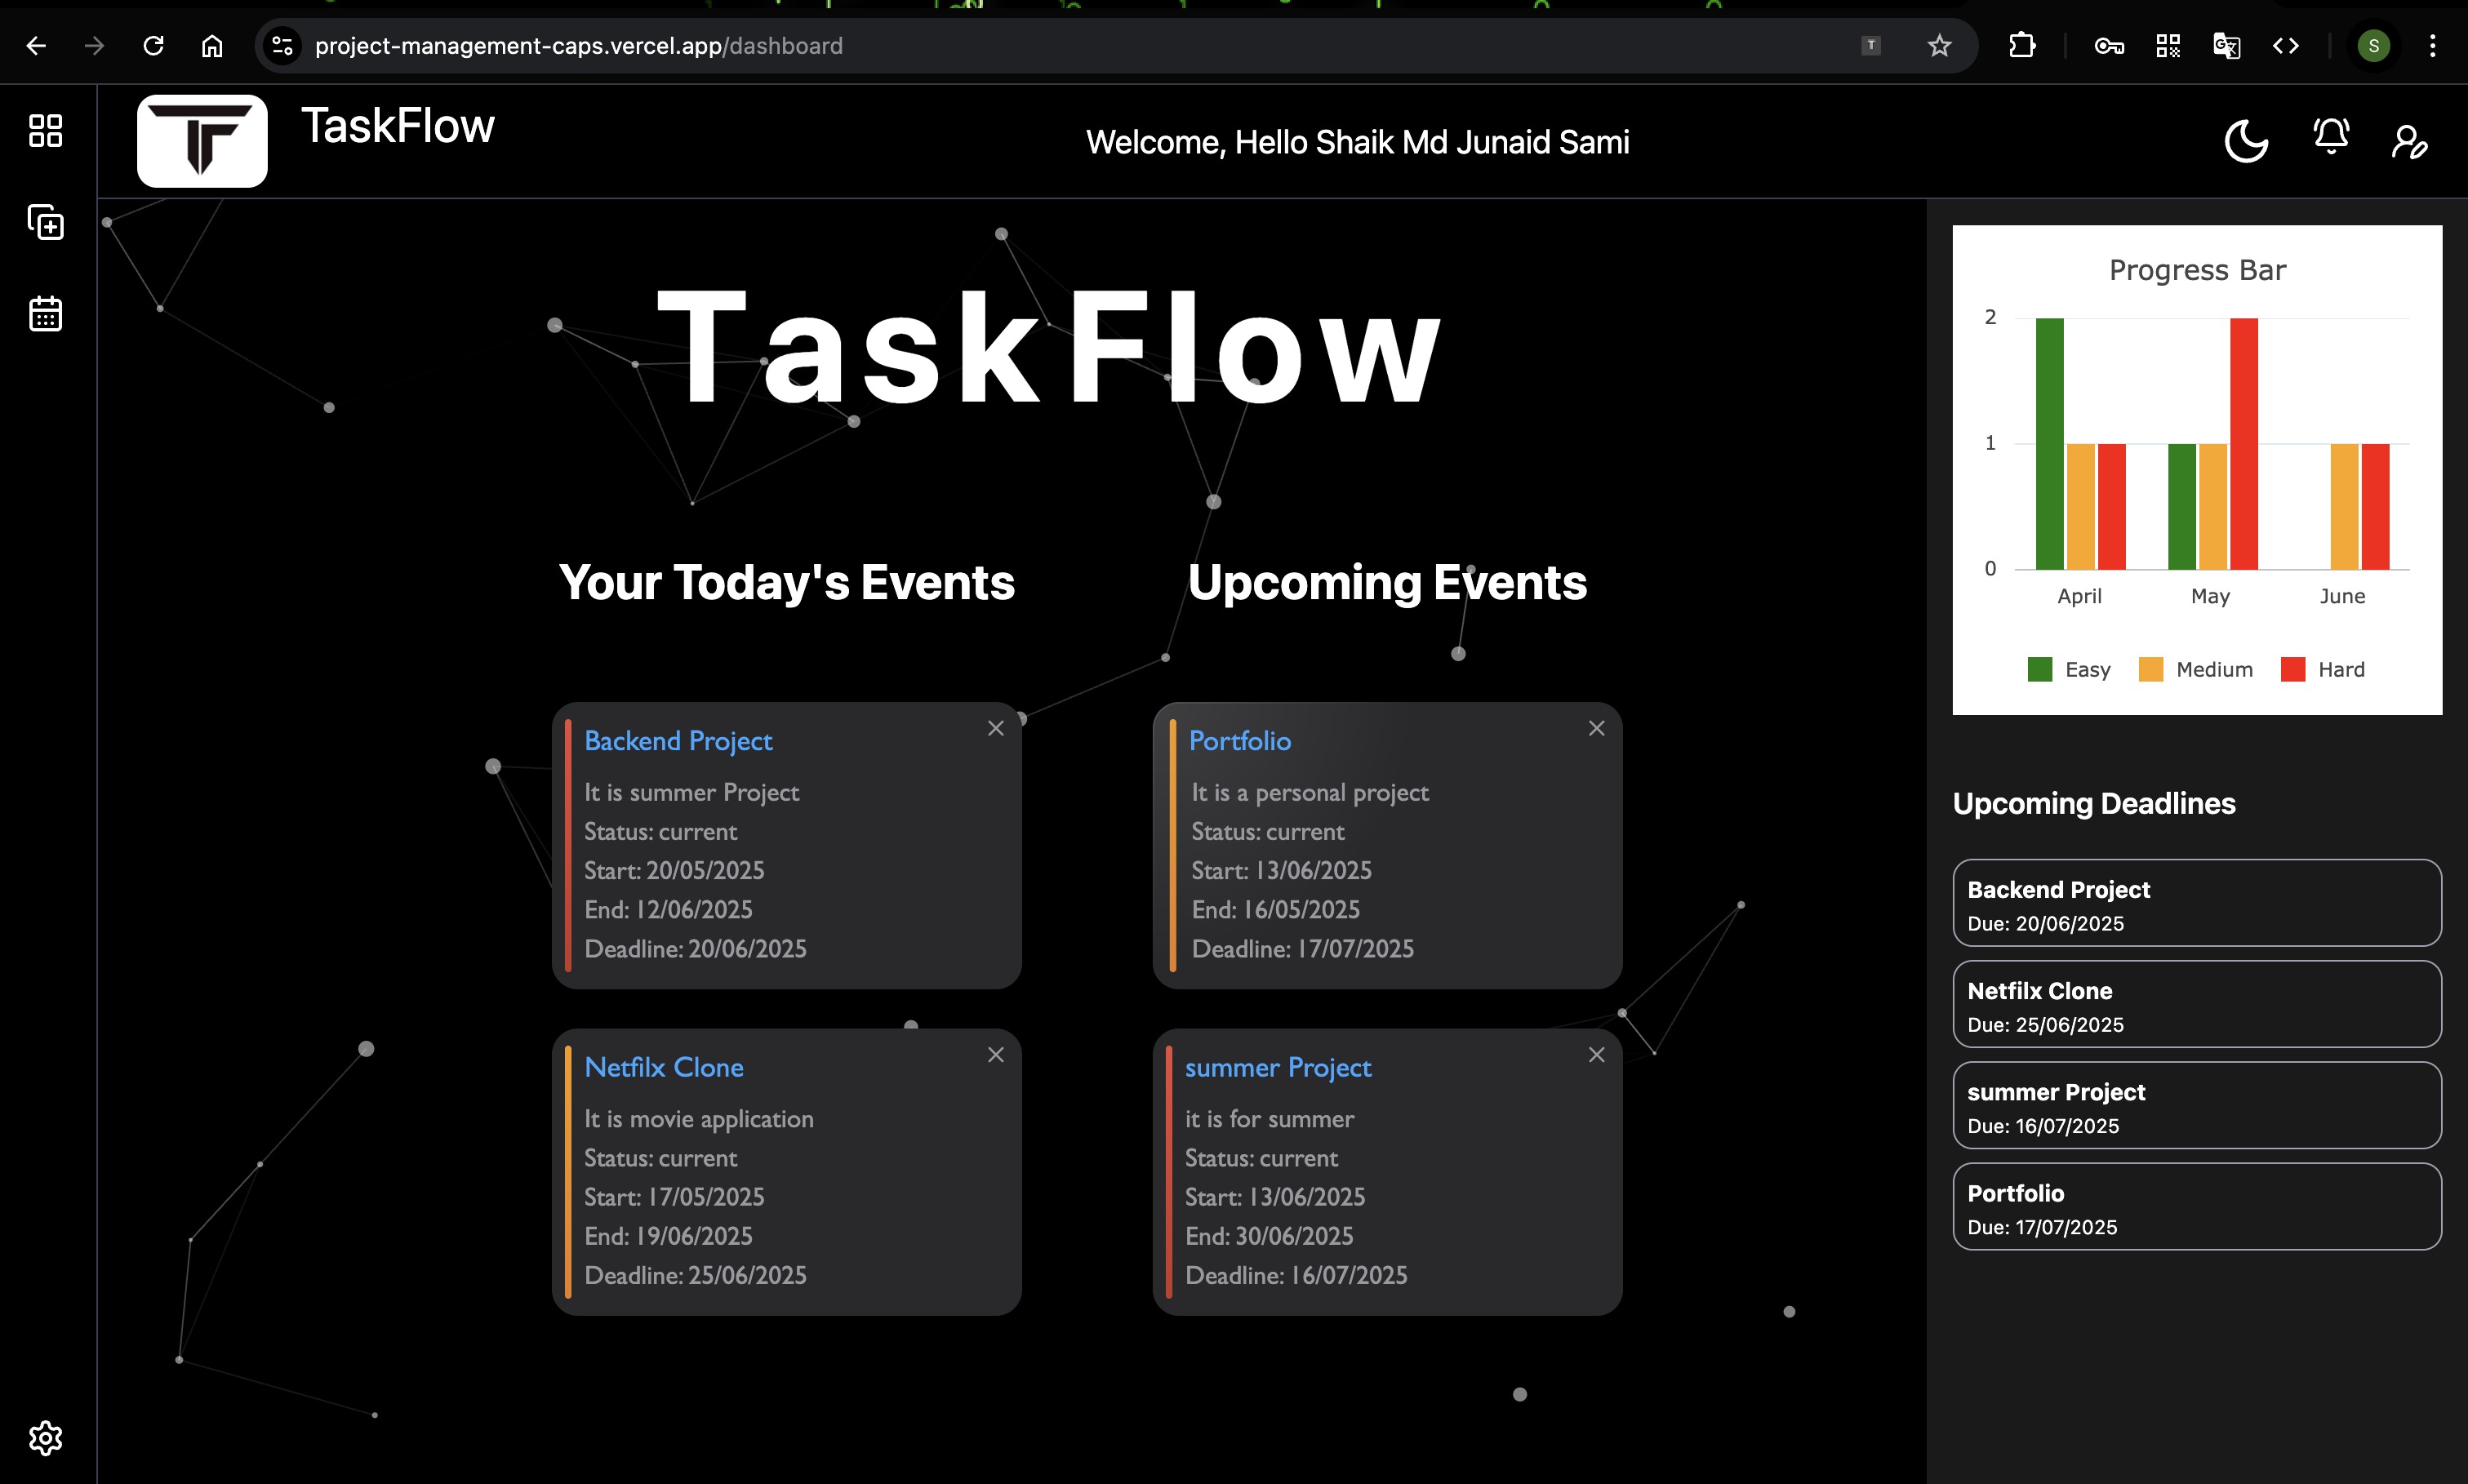 project-management-caps.vercel.app/dashboard
T
S
TF
TaskFlow
Welcome, Hello Shaik Md Junaid Sami
TaskFlow
Your Today's Events
Backend Project
It is summer Project
Status: current
Start: 20/05/2025
End: 12/06/2025
Deadline: 20/06/2025
Netfilx Clone
It is movie application
Status: current
Start: 17/05/2025
End: 19/06/2025
Deadline: 25/06/2025
Upcoming Events
Portfolio
It is a personal project
Status: current
Start: 13/06/2025
End: 16/05/2025
Deadline: 17/07/2025
summer Project
it is for summer
Status: current
Start: 13/06/2025
End: 30/06/2025
Deadline: 16/07/2025
Progress Bar
2
1
0
April May June
Easy Medium Hard
Upcoming Deadlines
Backend Project
Due: 20/06/2025
Netfilx Clone
Due: 25/06/2025
summer Project
Due: 16/07/2025
Portfolio
Due: 17/07/2025